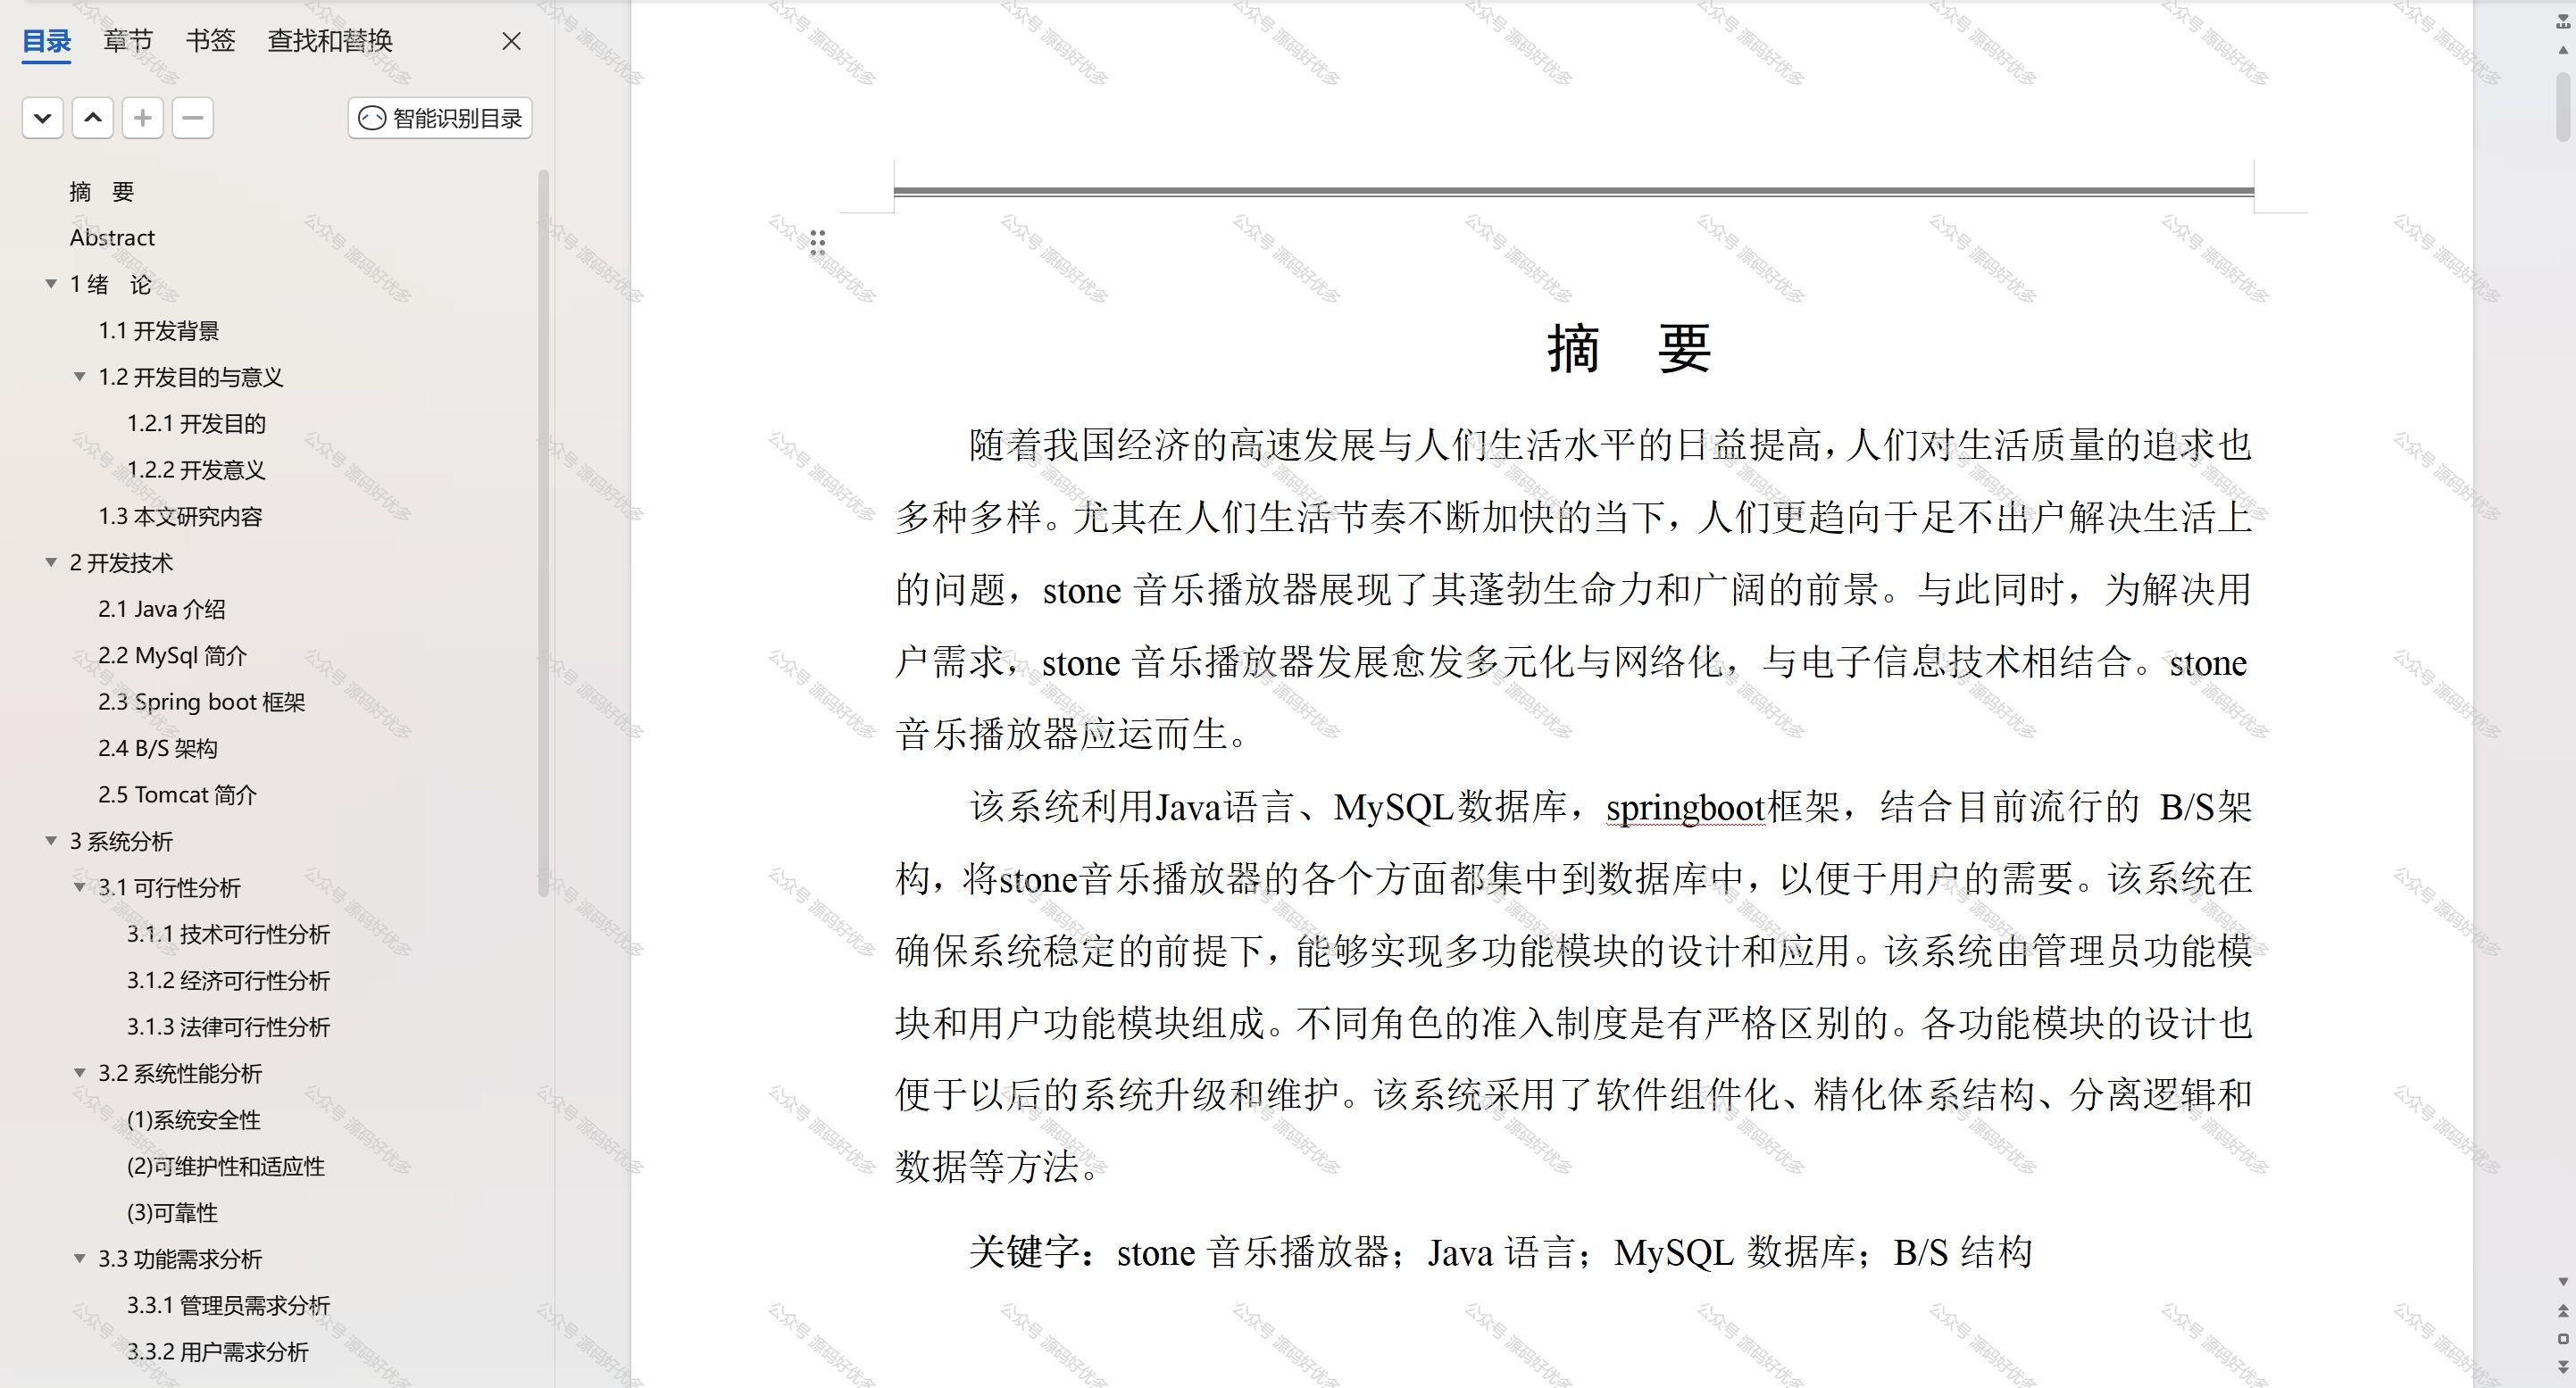 目录 章节 书签 查找和替换
智能识别目录
摘 要
Abstract
1 绪 论
1.1 开发背景
1.2 开发目的与意义
1.2.1 开发目的
1.2.2 开发意义
1.3 本文研究内容
2 开发技术
2.1 Java 介绍
2.2 MySql 简介
2.3 Spring boot 框架
2.4 B/S 架构
2.5 Tomcat 简介
3 系统分析
3.1 可行性分析
3.1.1 技术可行性分析
3.1.2 经济可行性分析
3.1.3 法律可行性分析
3.2 系统性能分析
(1)系统安全性
(2)可维护性和适应性
(3)可靠性
3.3 功能需求分析
3.3.1 管理员需求分析
3.3.2 用户需求分析
摘 要
随着我国经济的高速发展与人们生活水平的日益提高，人们对生活质量的追求也
多种多样。尤其在人们生活节奏不断加快的当下，人们更趋向于足不出户解决生活上
的问题，stone 音乐播放器展现了其蓬勃生命力和广阔的前景。与此同时，为解决用
户需求，stone 音乐播放器发展愈发多元化与网络化，与电子信息技术相结合。stone
音乐播放器应运而生。
该系统利用Java语言、MySQL数据库，springboot框架，结合目前流行的 B/S架
构，将stone音乐播放器的各个方面都集中到数据库中，以便于用户的需要。该系统在
确保系统稳定的前提下，能够实现多功能模块的设计和应用。该系统由管理员功能模
块和用户功能模块组成。不同角色的准入制度是有严格区别的。各功能模块的设计也
便于以后的系统升级和维护。该系统采用了软件组件化、精化体系结构、分离逻辑和
数据等方法。
关键字：stone 音乐播放器；Java 语言；MySQL 数据库；B/S 结构
公众号 源码好优多